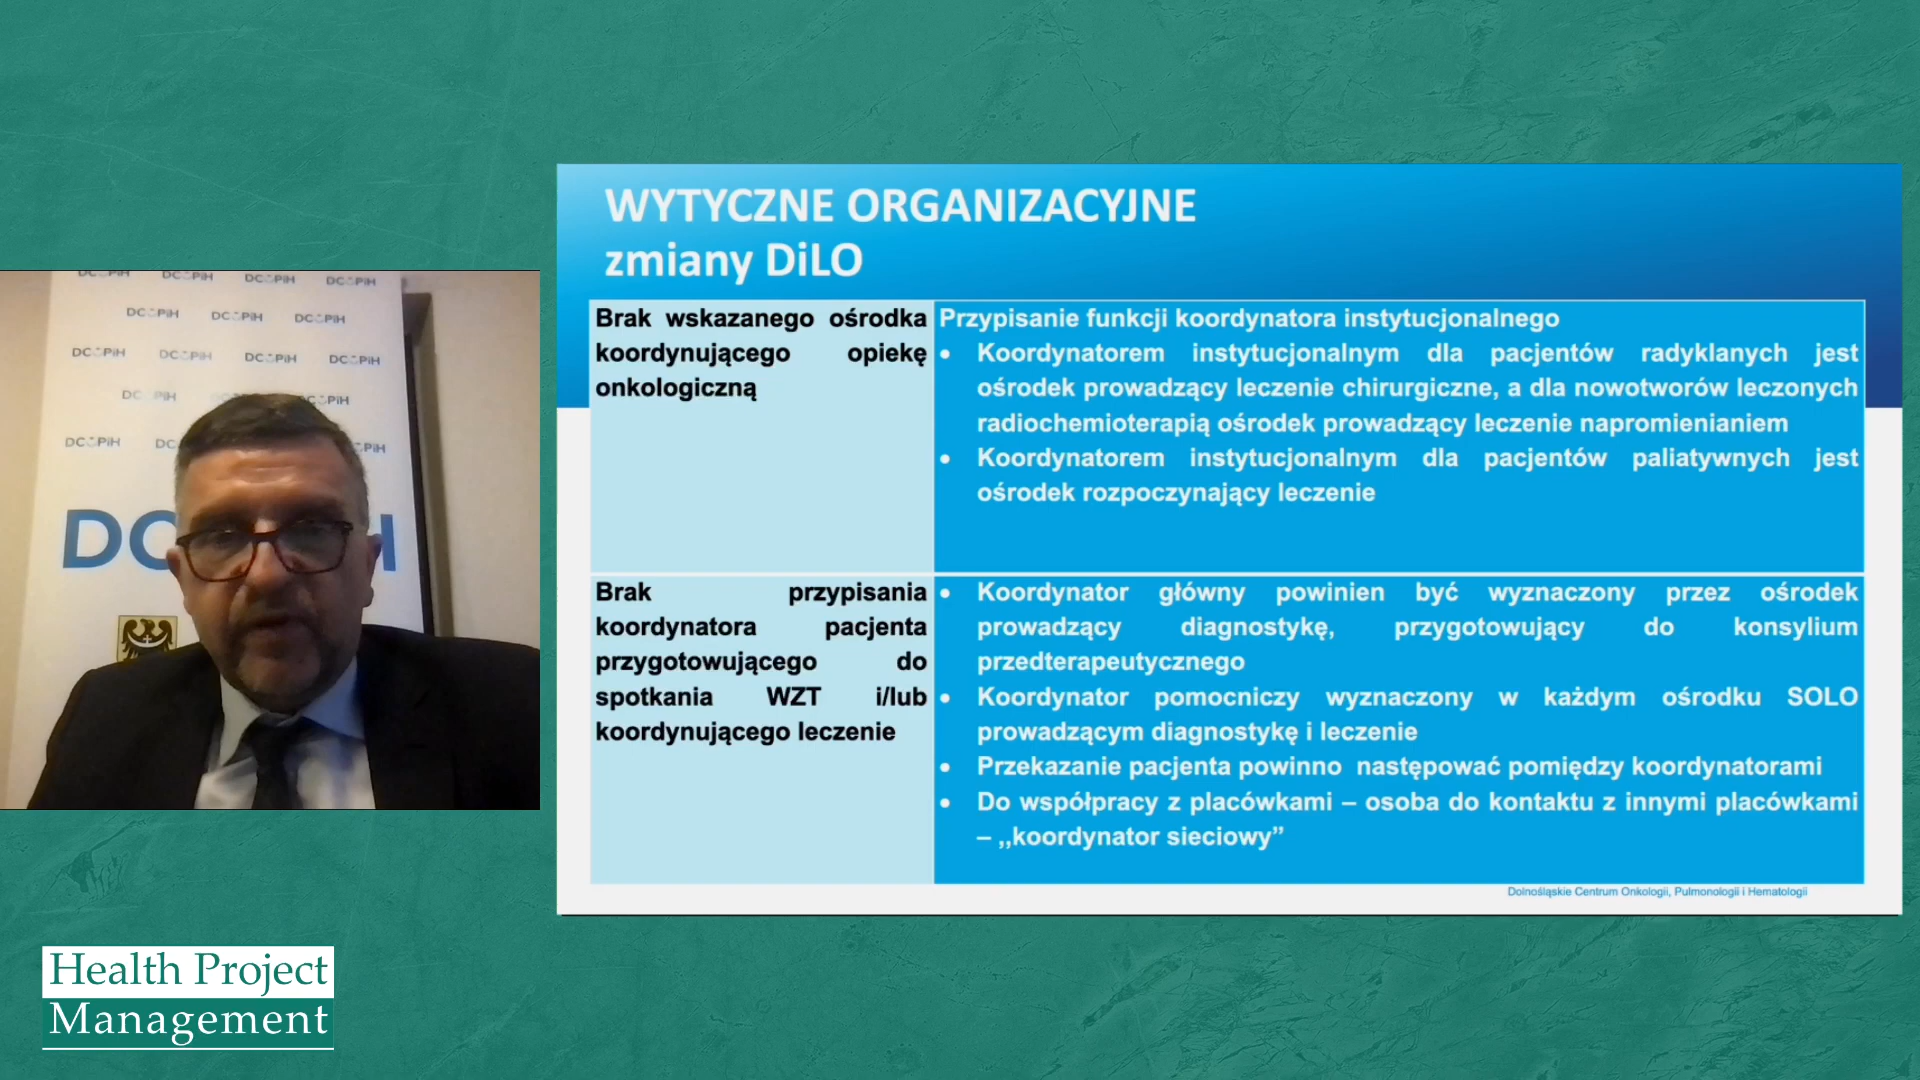 WYTYCZNE ORGANIZACYJNE
zmiany DiLO
Brak wskazanego ośrodka
koordynującego opiekę
onkologiczną
Przypisanie funkcji koordynatora instytucjonalnego
• Koordynatorem instytucjonalnym dla pacjentów radyklanych jest
ośrodek prowadzący leczenie chirurgiczne, a dla nowotworów leczonych
radiochemioterapią ośrodek prowadzący leczenie napromienianiem
• Koordynatorem instytucjonalnym dla pacjentów paliatywnych jest
ośrodek rozpoczynający leczenie
Brak przypisania
koordynatora pacjenta
przygotowującego do
spotkania WZT i/lub
koordynującego leczenie
• Koordynator główny powinien być wyznaczony przez ośrodek
prowadzący diagnostykę, przygotowujący do konsylium
przedterapeutycznego
• Koordynator pomocniczy wyznaczony w każdym ośrodku SOLO
prowadzącym diagnostykę i leczenie
• Przekazanie pacjenta powinno następować pomiędzy koordynatorami
• Do współpracy z placówkami – osoba do kontaktu z innymi placówkami
– ,,koordynator sieciowy”
Dolnośląskie Centrum Onkologii, Pulmonologii i Hematologii
Health Project
Management